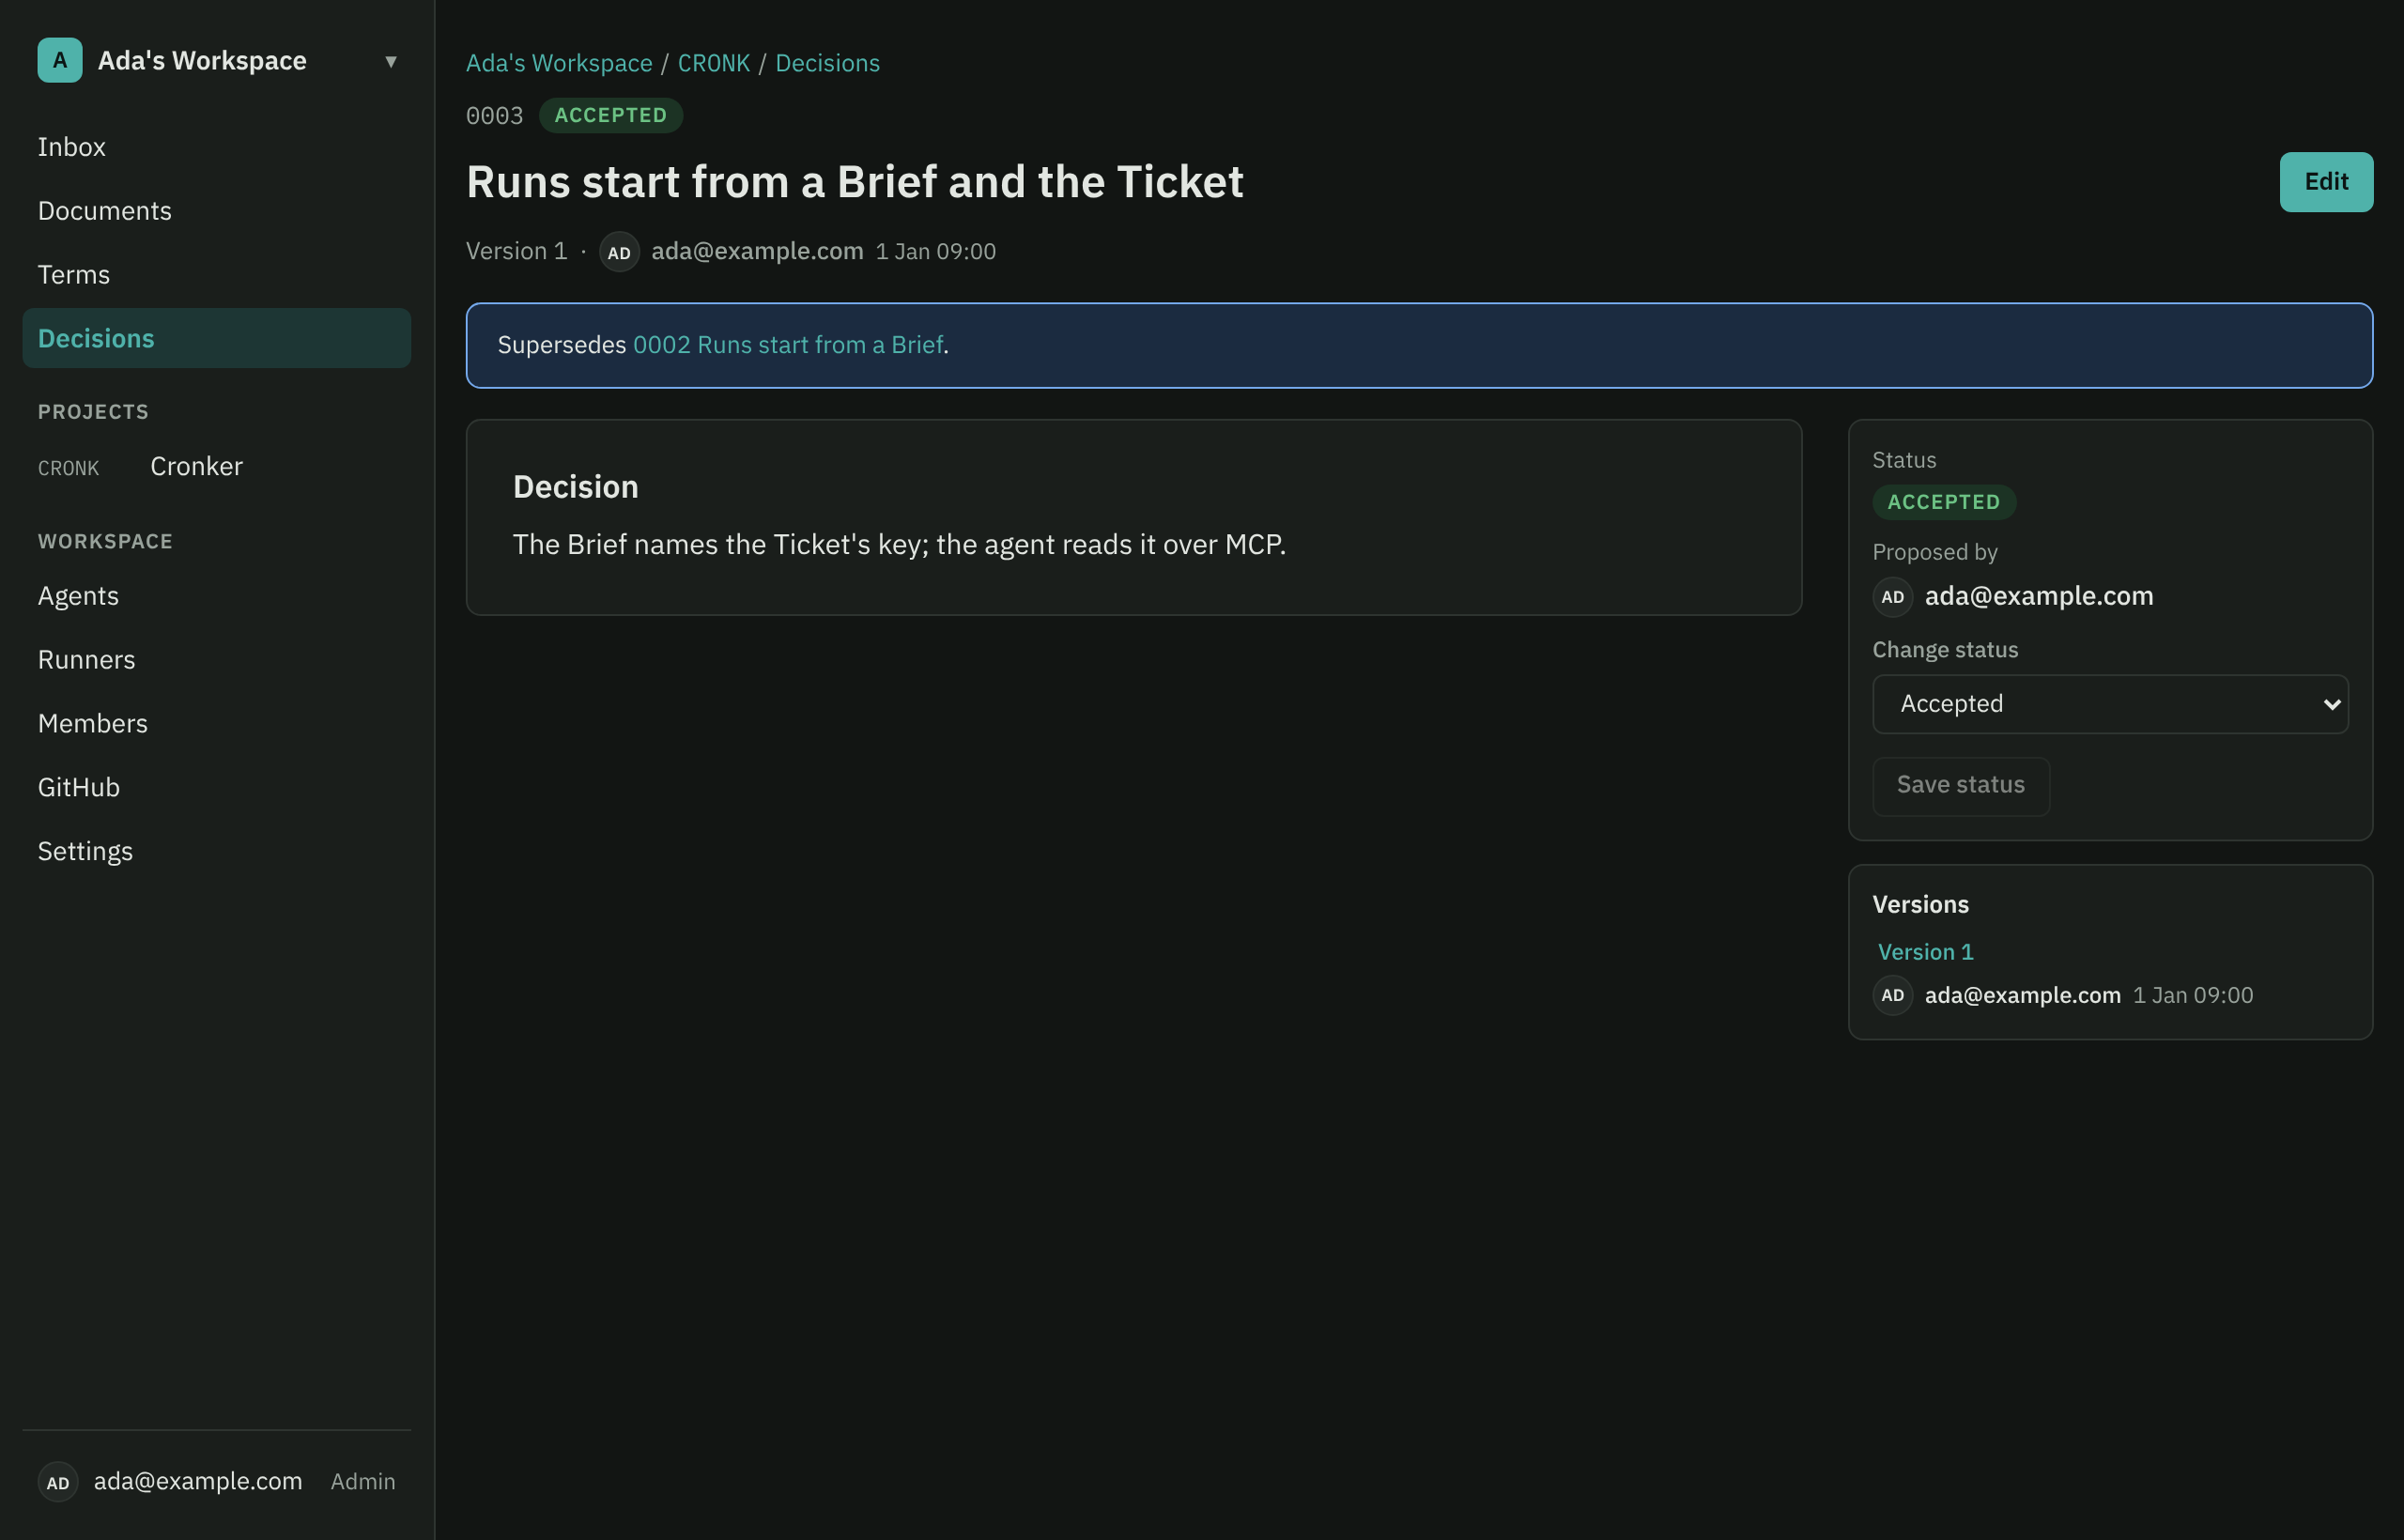 A Ada's Workspace ▼
Inbox
Documents
Terms
Decisions
PROJECTS
CRONK Cronker
WORKSPACE
Agents
Runners
Members
GitHub
Settings
AD ada@example.com Admin
Ada's Workspace / CRONK / Decisions
0003 ACCEPTED
Runs start from a Brief and the Ticket
Edit
Version 1 · AD ada@example.com 1 Jan 09:00
Supersedes 0002 Runs start from a Brief.
Decision
The Brief names the Ticket's key; the agent reads it over MCP.
Status
ACCEPTED
Proposed by
AD ada@example.com
Change status
Accepted
Save status
Versions
Version 1
AD ada@example.com 1 Jan 09:00